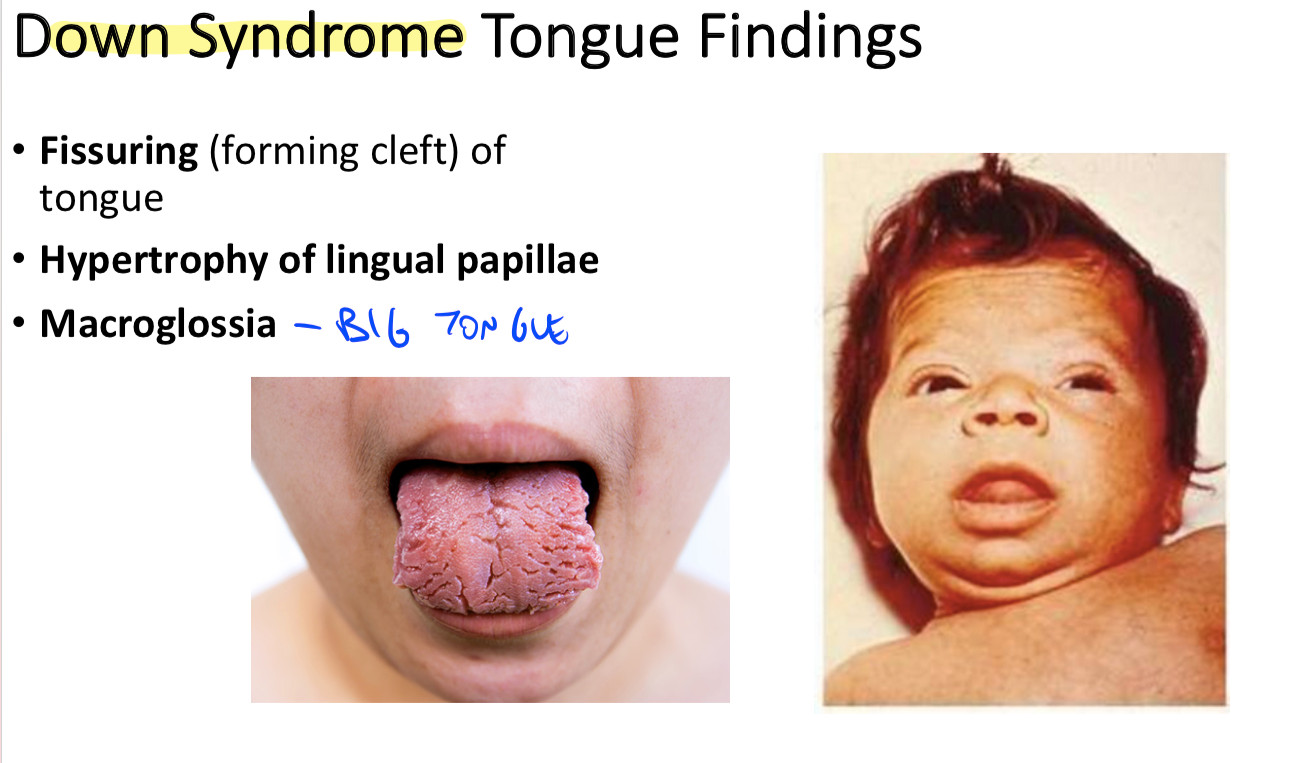 Down Syndrome Tongue Findings
• Fissuring (forming cleft) of
tongue
• Hypertrophy of lingual papillae
• Macroglossia – BIG TONGUE